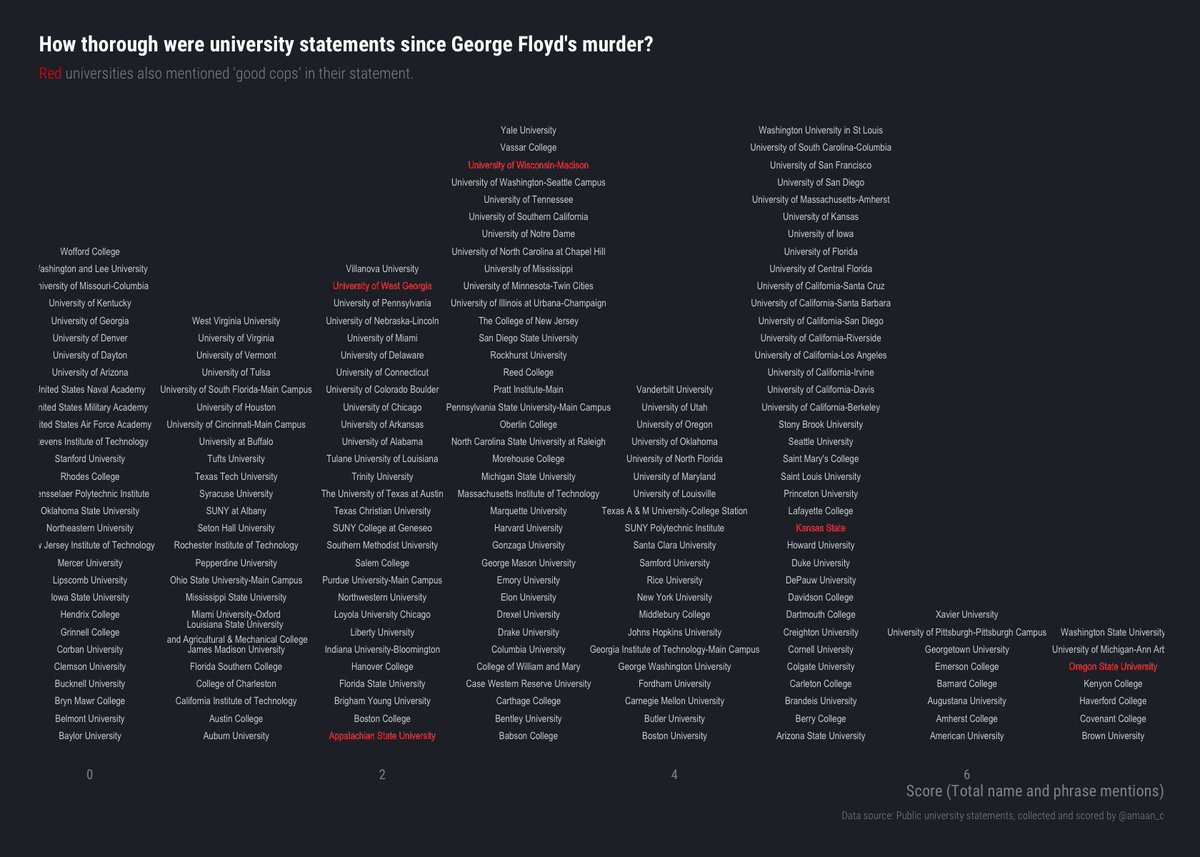 How thorough were university statements since George Floyd's murder?
Red universities also mentioned 'good cops' in their statement.
Wofford College
ashington and Lee University
niversity of Missouri-Columbia
University of Kentucky
University of Georgia
University of Denver
University of Dayton
University of Arizona
nited States Naval Academy
nited States Military Academy
ited States Air Force Academy
evens Institute of Technology
Stanford University
Rhodes College
ensselaer Polytechnic Institute
Oklahoma State University
Northeastern University
w Jersey Institute of Technology
Mercer University
Lipscomb University
Iowa State University
Hendrix College
Grinnell College
Corban University
Clemson University
Bucknell University
Bryn Mawr College
Belmont University
Baylor University
West Virginia University
University of Virginia
University of Vermont
University of Tulsa
University of South Florida-Main Campus
University of Houston
University of Cincinnati-Main Campus
University at Buffalo
Tufts University
Texas Tech University
Syracuse University
SUNY at Albany
Seton Hall University
Rochester Institute of Technology
Pepperdine University
Ohio State University-Main Campus
Mississippi State University
Miami University-Oxford
Louisiana State University
and Agricultural & Mechanical College
James Madison University
Florida Southern College
College of Charleston
California Institute of Technology
Austin College
Auburn University
Villanova University
University of West Georgia
University of Pennsylvania
University of Nebraska-Lincoln
University of Miami
University of Delaware
University of Connecticut
University of Colorado Boulder
University of Chicago
University of Arkansas
University of Alabama
Tulane University of Louisiana
Trinity University
The University of Texas at Austin
Texas Christian University
SUNY College at Geneseo
Southern Methodist University
Salem College
Purdue University-Main Campus
Northwestern University
Loyola University Chicago
Liberty University
Indiana University-Bloomington
Hanover College
Florida State University
Brigham Young University
Boston College
Appalachian State University
Yale University
Vassar College
University of Wisconsin-Madison
University of Washington-Seattle Campus
University of Tennessee
University of Southern California
University of Notre Dame
University of North Carolina at Chapel Hill
University of Mississippi
University of Minnesota-Twin Cities
University of Illinois at Urbana-Champaign
The College of New Jersey
San Diego State University
Rockhurst University
Reed College
Pratt Institute-Main
Pennsylvania State University-Main Campus
Oberlin College
North Carolina State University at Raleigh
Morehouse College
Michigan State University
Massachusetts Institute of Technology
Marquette University
Harvard University
Gonzaga University
George Mason University
Emory University
Elon University
Drexel University
Drake University
Columbia University
College of William and Mary
Case Western Reserve University
Carthage College
Bentley University
Babson College
Vanderbilt University
University of Utah
University of Oregon
University of Oklahoma
University of North Florida
University of Maryland
University of Louisville
Texas A & M University-College Station
SUNY Polytechnic Institute
Santa Clara University
Samford University
Rice University
New York University
Middlebury College
Johns Hopkins University
Georgia Institute of Technology-Main Campus
George Washington University
Fordham University
Carnegie Mellon University
Butler University
Boston University
Washington University in St Louis
University of South Carolina-Columbia
University of San Francisco
University of San Diego
University of Massachusetts-Amherst
University of Kansas
University of Iowa
University of Florida
University of Central Florida
University of California-Santa Cruz
University of California-Santa Barbara
University of California-San Diego
University of California-Riverside
University of California-Los Angeles
University of California-Irvine
University of California-Davis
University of California-Berkeley
Stony Brook University
Seattle University
Saint Mary's College
Saint Louis University
Princeton University
Lafayette College
Kansas State
Howard University
Duke University
DePauw University
Davidson College
Dartmouth College
Creighton University
Cornell University
Colgate University
Carleton College
Brandeis University
Berry College
Arizona State University
Xavier University
University of Pittsburgh-Pittsburgh Campus
Georgetown University
Emerson College
Barnard College
Augustana University
Amherst College
American University
Washington State University
University of Michigan-Ann Art
Oregon State University
Kenyon College
Haverford College
Covenant College
Brown University
0 2 4 6
Score (Total name and phrase mentions)
Data source: Public university statements, collected and scored by @amaan_c